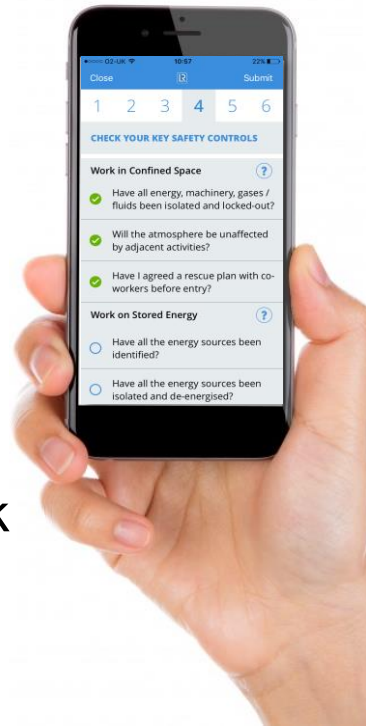 O2-UK 10:57 22%
Close Submit
1 2 3 4 5 6
CHECK YOUR KEY SAFETY CONTROLS
Work in Confined Space ?
Have all energy, machinery, gases /
fluids been isolated and locked-out?
Will the atmosphere be unaffected
by adjacent activities?
Have I agreed a rescue plan with co-
workers before entry?
Work on Stored Energy ?
Have all the energy sources been
identified?
Have all the energy sources been
isolated and de-energised?